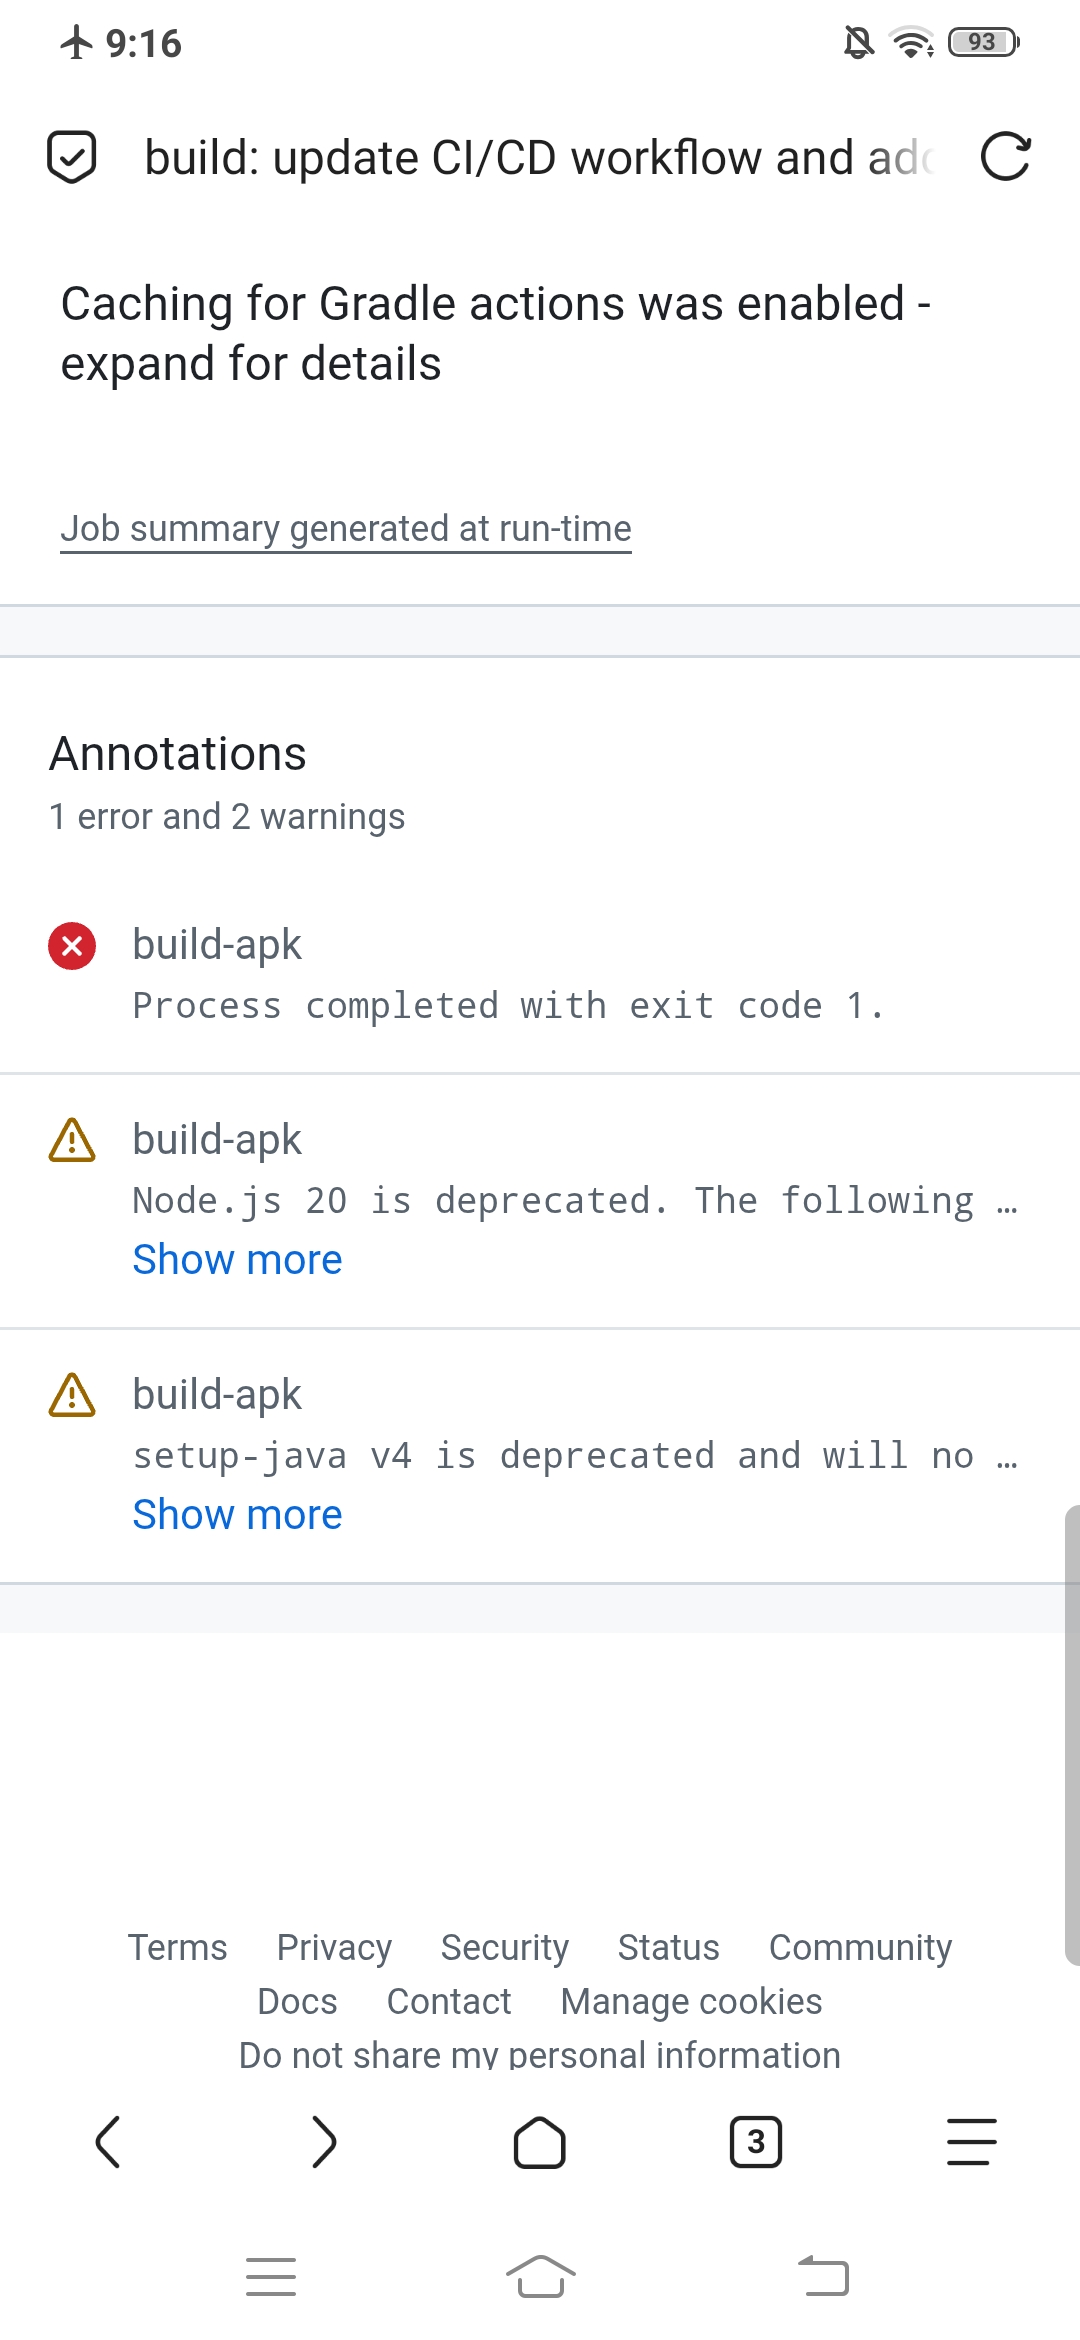 9:16
93
build: update CI/CD workflow and add
Caching for Gradle actions was enabled -
expand for details
Job summary generated at run-time
Annotations
1 error and 2 warnings
build-apk
Process completed with exit code 1.
build-apk
Node.js 20 is deprecated. The following …
Show more
build-apk
setup-java v4 is deprecated and will no …
Show more
Terms Privacy Security Status Community
Docs Contact Manage cookies
Do not share my personal information
3